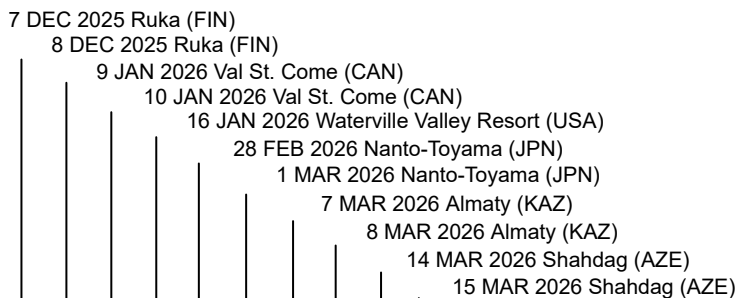 7 DEC 2025 Ruka (FIN)
8 DEC 2025 Ruka (FIN)
9 JAN 2026 Val St. Come (CAN)
10 JAN 2026 Val St. Come (CAN)
16 JAN 2026 Waterville Valley Resort (USA)
28 FEB 2026 Nanto-Toyama (JPN)
1 MAR 2026 Nanto-Toyama (JPN)
7 MAR 2026 Almaty (KAZ)
8 MAR 2026 Almaty (KAZ)
14 MAR 2026 Shahdag (AZE)
15 MAR 2026 Shahdag (AZE)